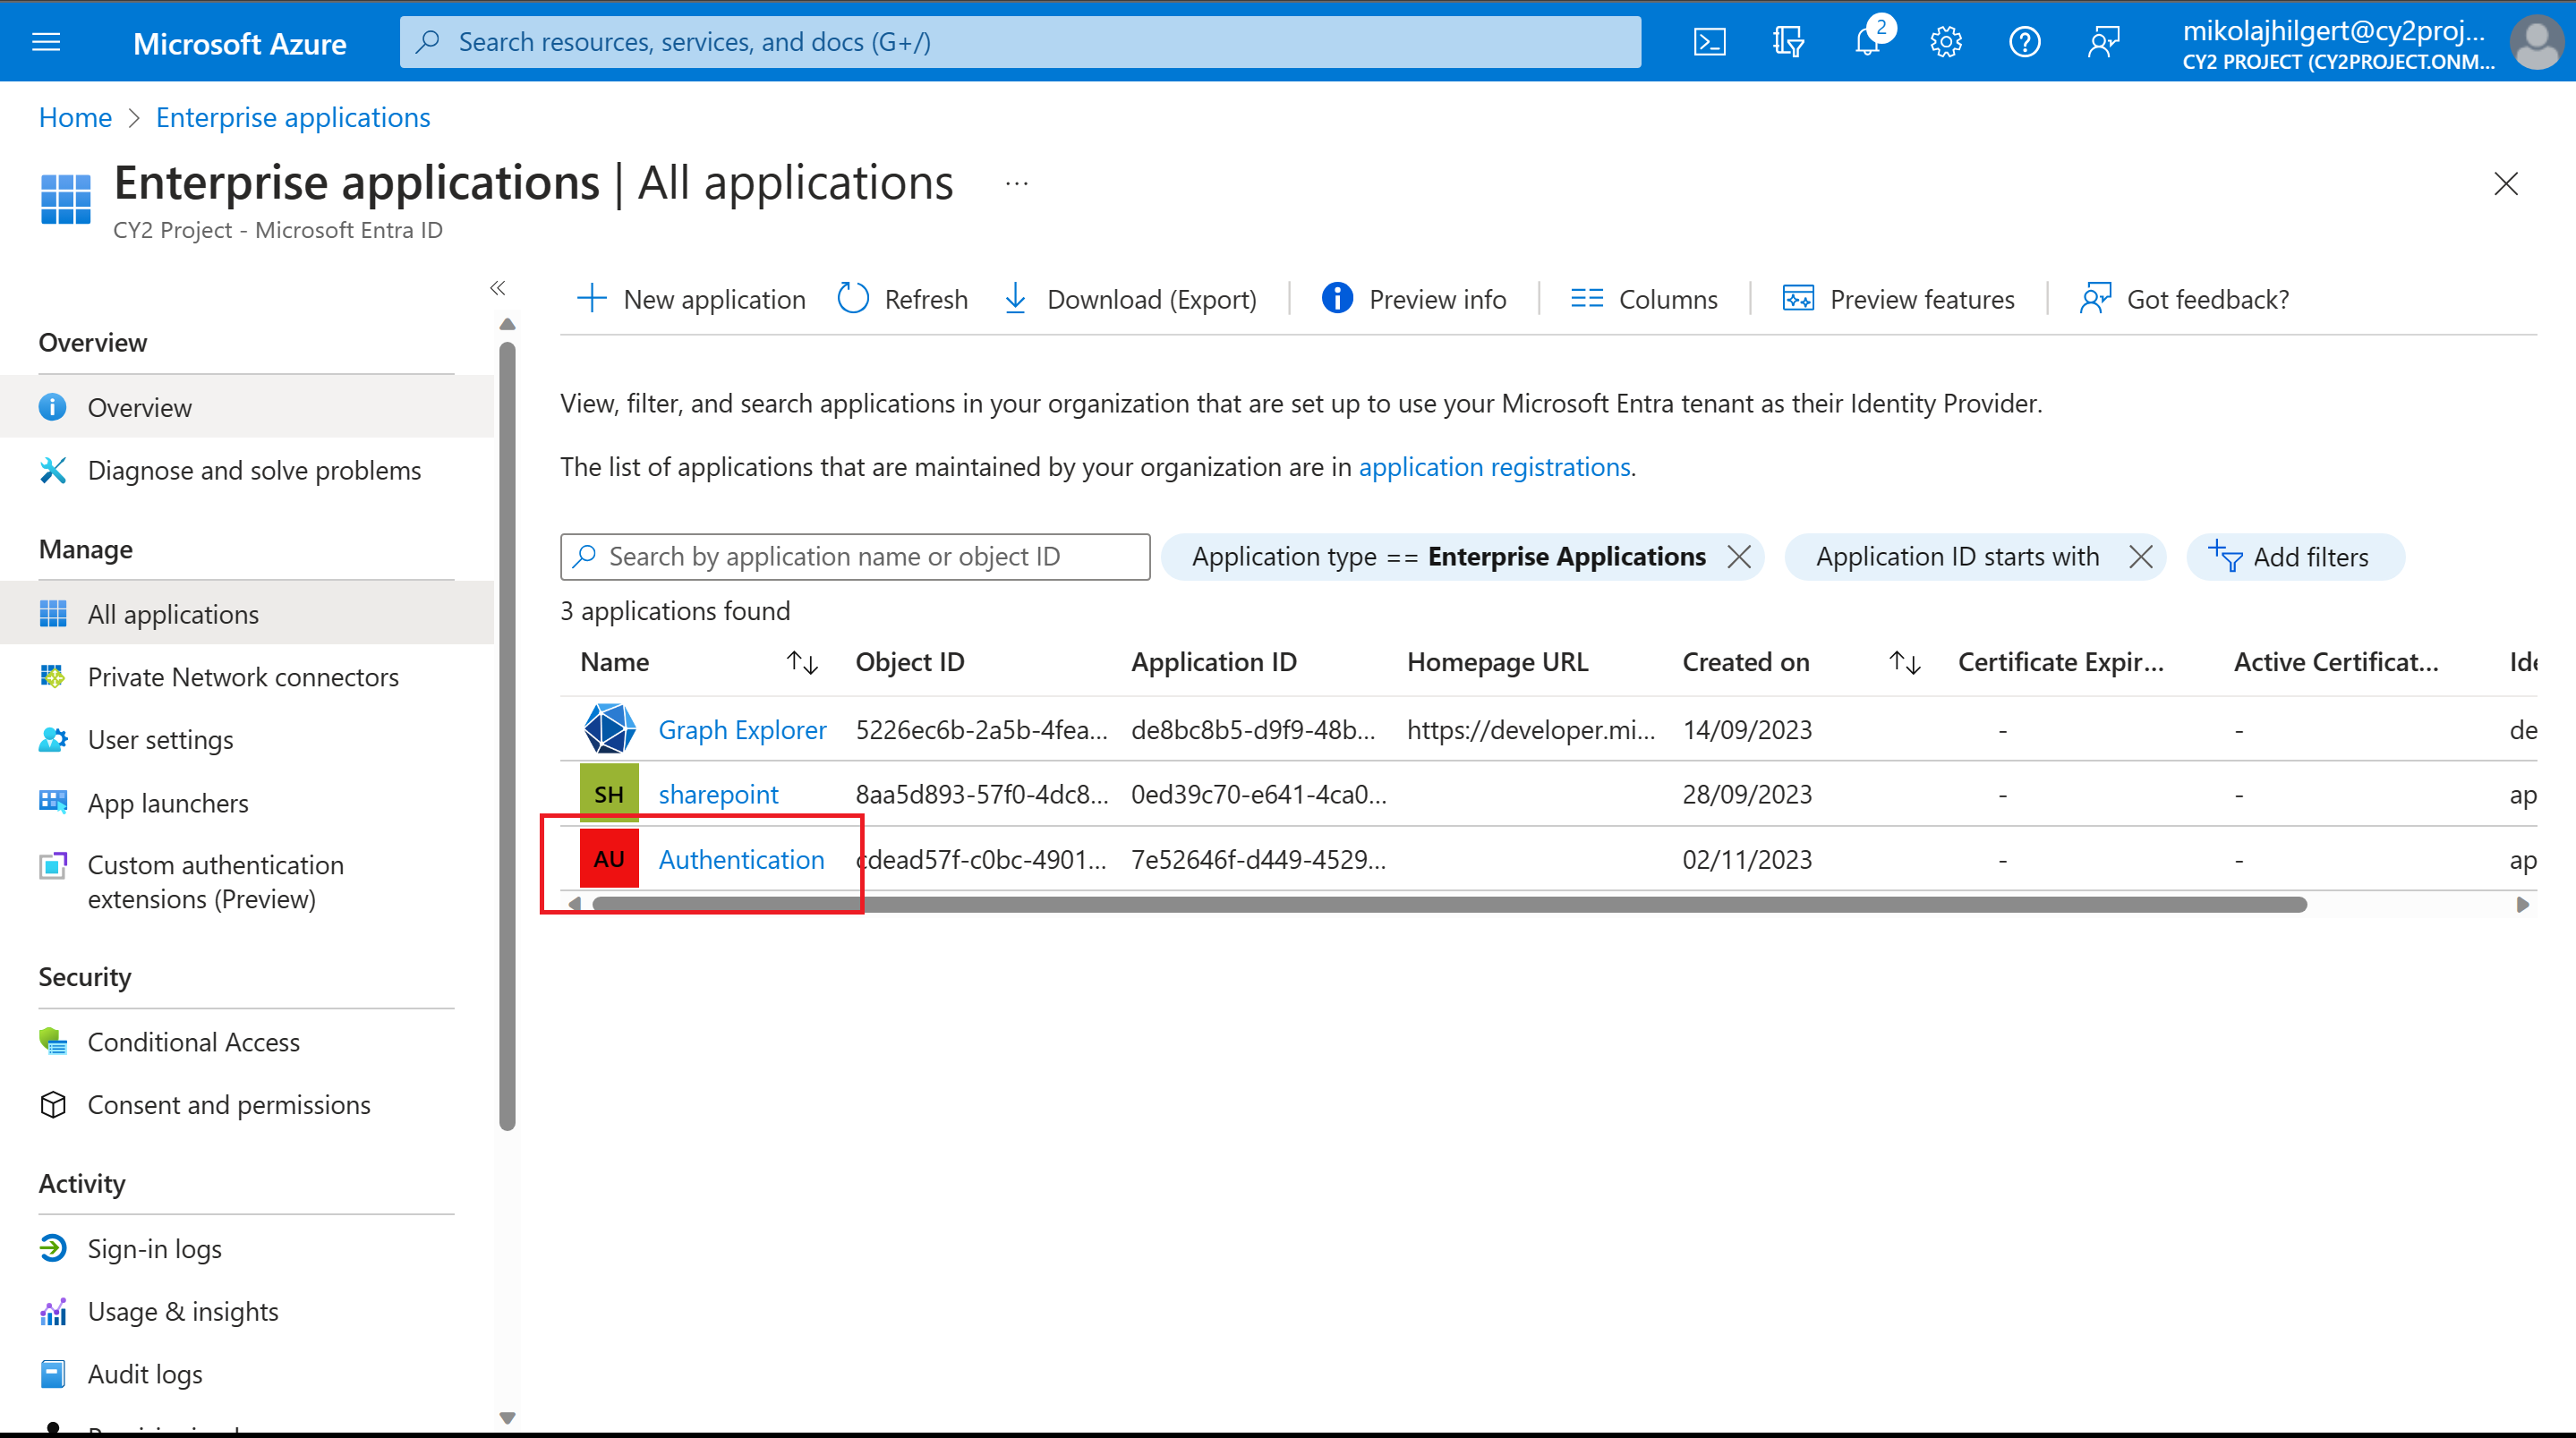 Microsoft Azure
Search resources, services, and docs (G+/)
2
mikolajhilgert@cy2proj...
CY2 PROJECT (CY2PROJECT.ONM...
Home > Enterprise applications
Enterprise applications | All applications ...
CY2 Project - Microsoft Entra ID
Overview
Overview
Diagnose and solve problems
Manage
All applications
Private Network connectors
User settings
App launchers
Custom authentication
extensions (Preview)
Security
Conditional Access
Consent and permissions
Activity
Sign-in logs
Usage & insights
Audit logs
New application Refresh Download (Export) Preview info Columns Preview features Got feedback?
View, filter, and search applications in your organization that are set up to use your Microsoft Entra tenant as their Identity Provider.
The list of applications that are maintained by your organization are in application registrations.
Search by application name or object ID Application type == Enterprise Applications Application ID starts with Add filters
3 applications found
Name Object ID Application ID Homepage URL Created on Certificate Expir... Active Certificat... Ide
Graph Explorer 5226ec6b-2a5b-4fea... de8bc8b5-d9f9-48b... https://developer.mi... 14/09/2023 - - de
SH sharepoint 8aa5d893-57f0-4dc8... 0ed39c70-e641-4ca0... 28/09/2023 - - ap
AU Authentication cdead57f-c0bc-4901... 7e52646f-d449-4529... 02/11/2023 - - ap